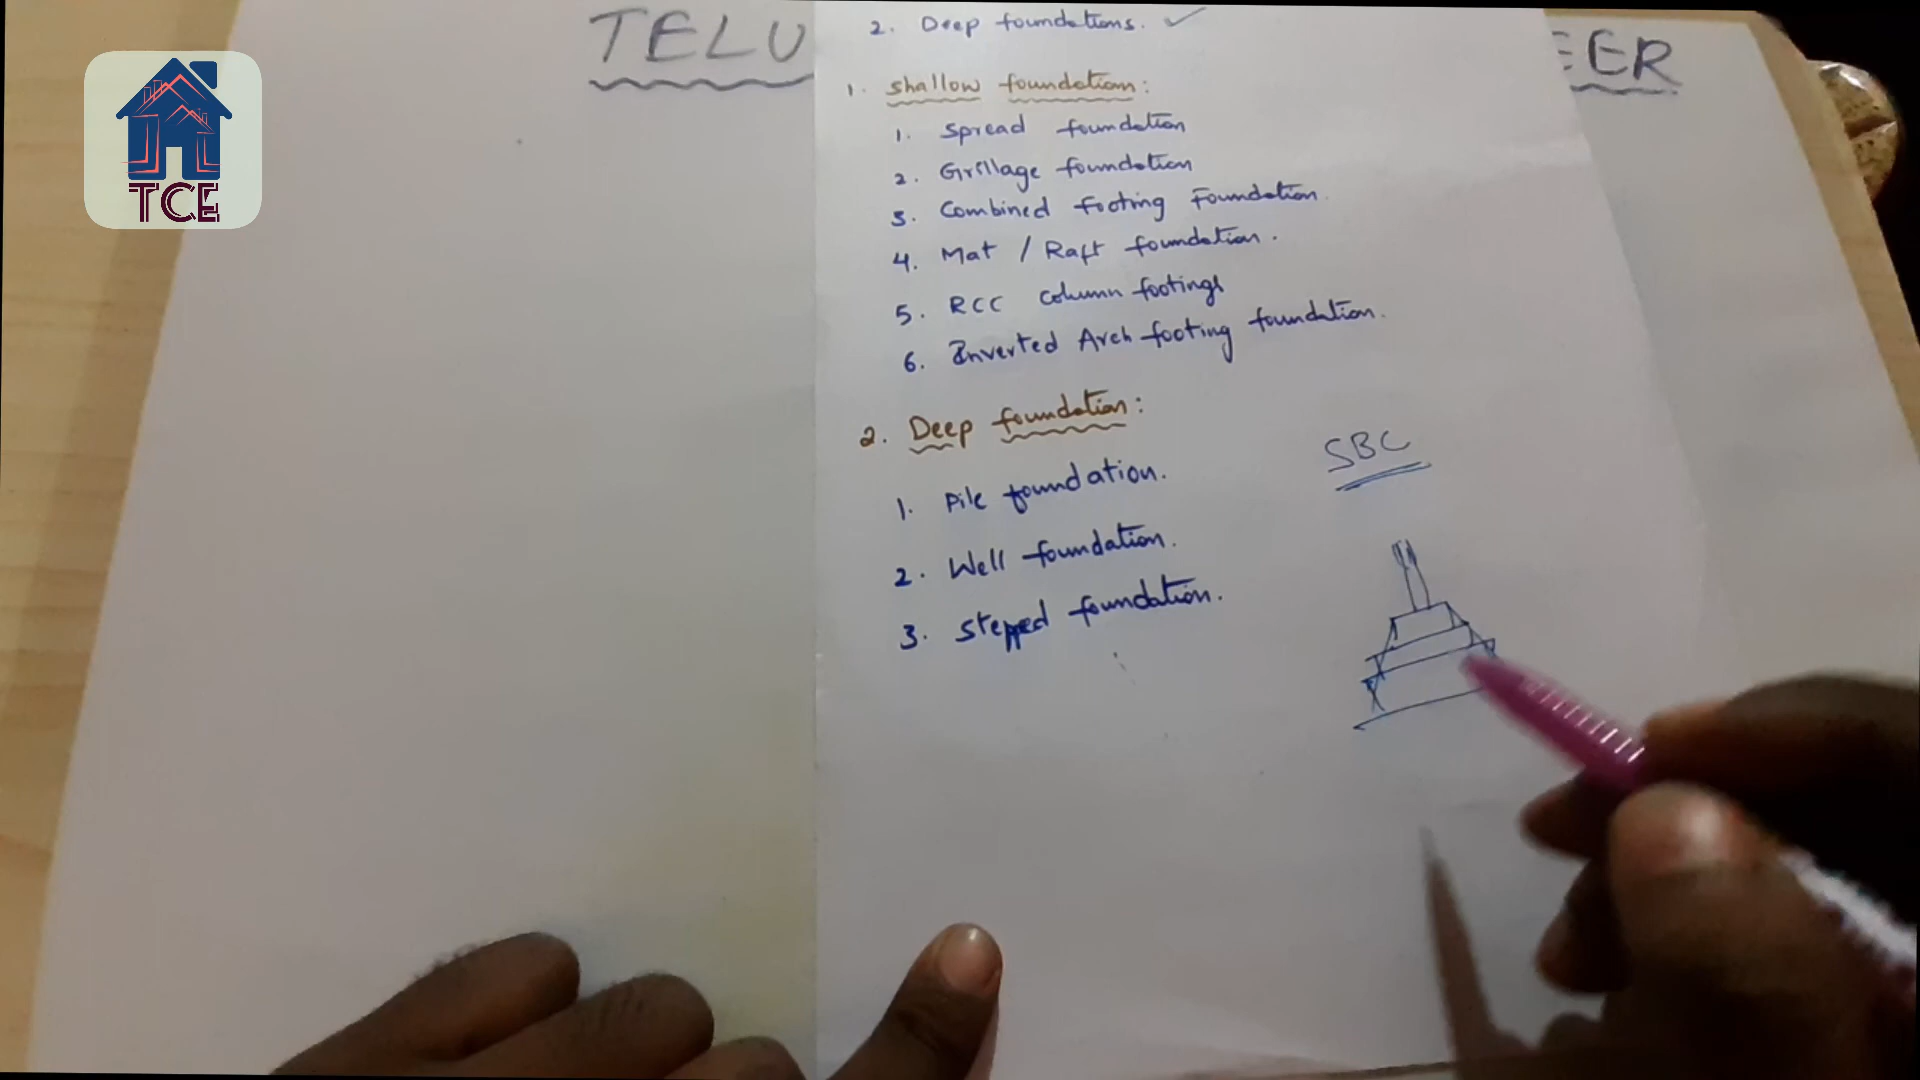 TELU
EER
TCE
2. Deep foundations. ✓
1. Shallow foundations:
1. Spread foundation
2. Grillage foundation
3. Combined footing Foundation.
4. Mat / Raft foundation.
5. RCC column footings
6. Inverted Arch footing foundation.
2. Deep foundation:
1. Pile foundation.
2. Well foundation.
3. Stepped foundation.
SBC